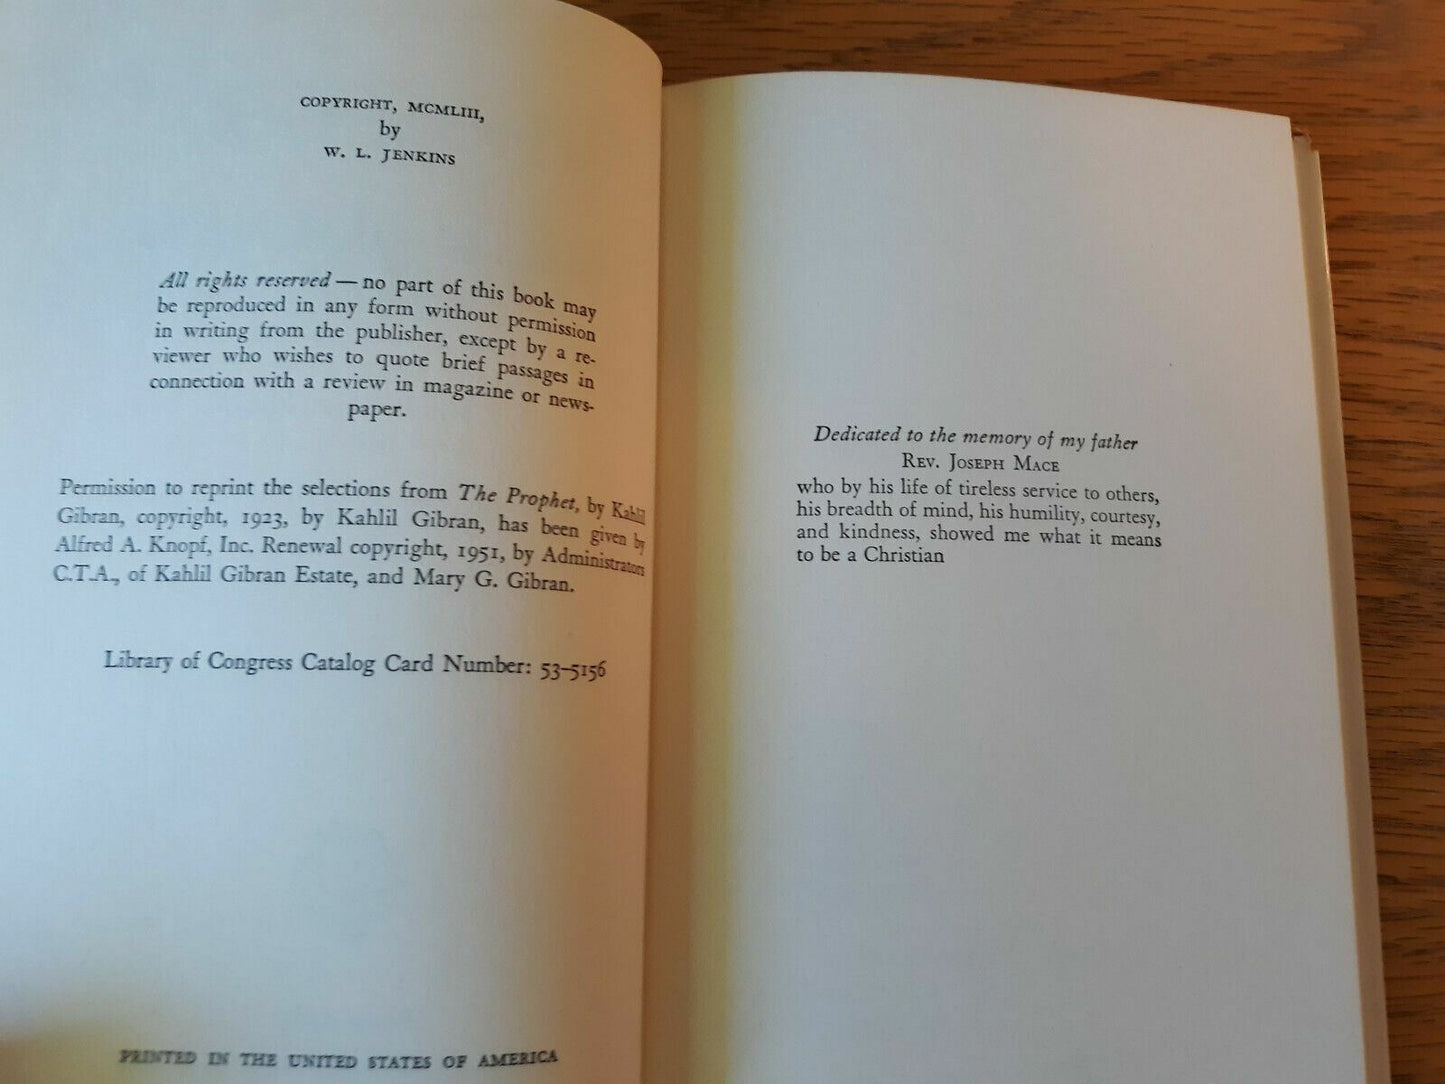 COPYRIGHT, MCMLIII,
by
W. L. JENKINS
All rights reserved — no part of this book may
be reproduced in any form without permission
in writing from the publisher, except by a re-
viewer who wishes to quote brief passages in
connection with a review in magazine or news-
paper.
Permission to reprint the selections from The Prophet, by Kahlil
Gibran, copyright, 1923, by Kahlil Gibran, has been given by
Alfred A. Knopf, Inc. Renewal copyright, 1951, by Administrators
C.T.A., of Kahlil Gibran Estate, and Mary G. Gibran.
Library of Congress Catalog Card Number: 53–5156
PRINTED IN THE UNITED STATES OF AMERICA
Dedicated to the memory of my father
REV. JOSEPH MACE
who by his life of tireless service to others,
his breadth of mind, his humility, courtesy,
and kindness, showed me what it means
to be a Christian